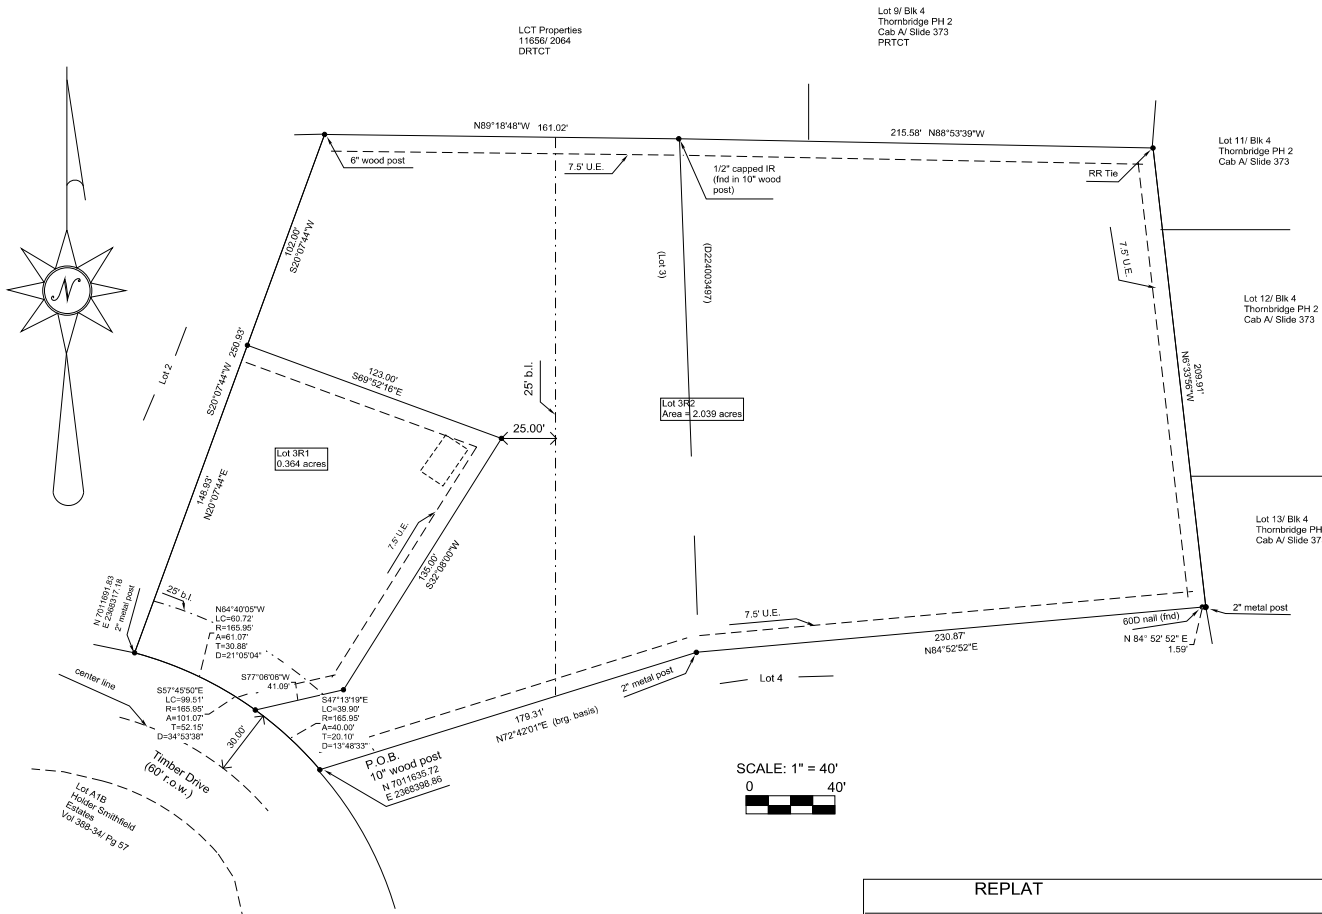 LCT Properties
11656/ 2064
DRTCT
Lot 9/ Blk 4
Thornbridge PH 2
Cab A/ Slide 373
PRTCT
N89°18'48"W 161.02'
215.58' N88°53'39"W
6" wood post
7.5' U.E.
1/2" capped IR
(fnd in 10" wood
post)
RR Tie
Lot 11/ Blk 4
Thornbridge PH 2
Cab A/ Slide 373
102.00'
S20°07'44"W
(Lot 3)
(D224003497)
7.5' U.E.
N
Lot 12/ Blk 4
Thornbridge PH 2
Cab A/ Slide 373
Lot 2
S20°07'44"W 250.93'
123.00'
S69°52'16"E
25' b.l.
25.00'
Lot 3R2
Area = 2.039 acres
209.91'
N6°33'56"W
Lot 3R1
0.364 acres
148.93'
N20°07'44"E
7.5' U.E.
135.00'
S32°08'00"W
Lot 13/ Blk 4
Thornbridge PH
Cab A/ Slide 37
N 7011691.83
E 2368317.18
2" metal post
25' b.l.
N64°40'05"W
LC=60.72'
R=165.95'
A=61.07'
T=30.88'
D=21°05'04"
7.5' U.E.
60D nail (fnd)
2" metal post
N 84° 52' 52" E
1.59'
230.87'
N84°52'52"E
center line
S77°06'06"W
41.09'
S57°45'50"E
LC=99.51'
R=165.95'
A=101.07'
T=52.15'
D=34°53'38"
S47°13'19"E
LC=39.90'
R=165.95'
A=40.00'
T=20.10'
D=13°48'33"
2" metal post
Lot 4
179.31'
N72°42'01"E (brg. basis)
30.00'
Timber Drive
(60' r.o.w.)
P.O.B.
10" wood post
N 7011635.72
E 2368398.86
Lot A1B
Holder Smithfield
Estates
Vol 388-34/ Pg 57
SCALE: 1" = 40'
0 40'
REPLAT